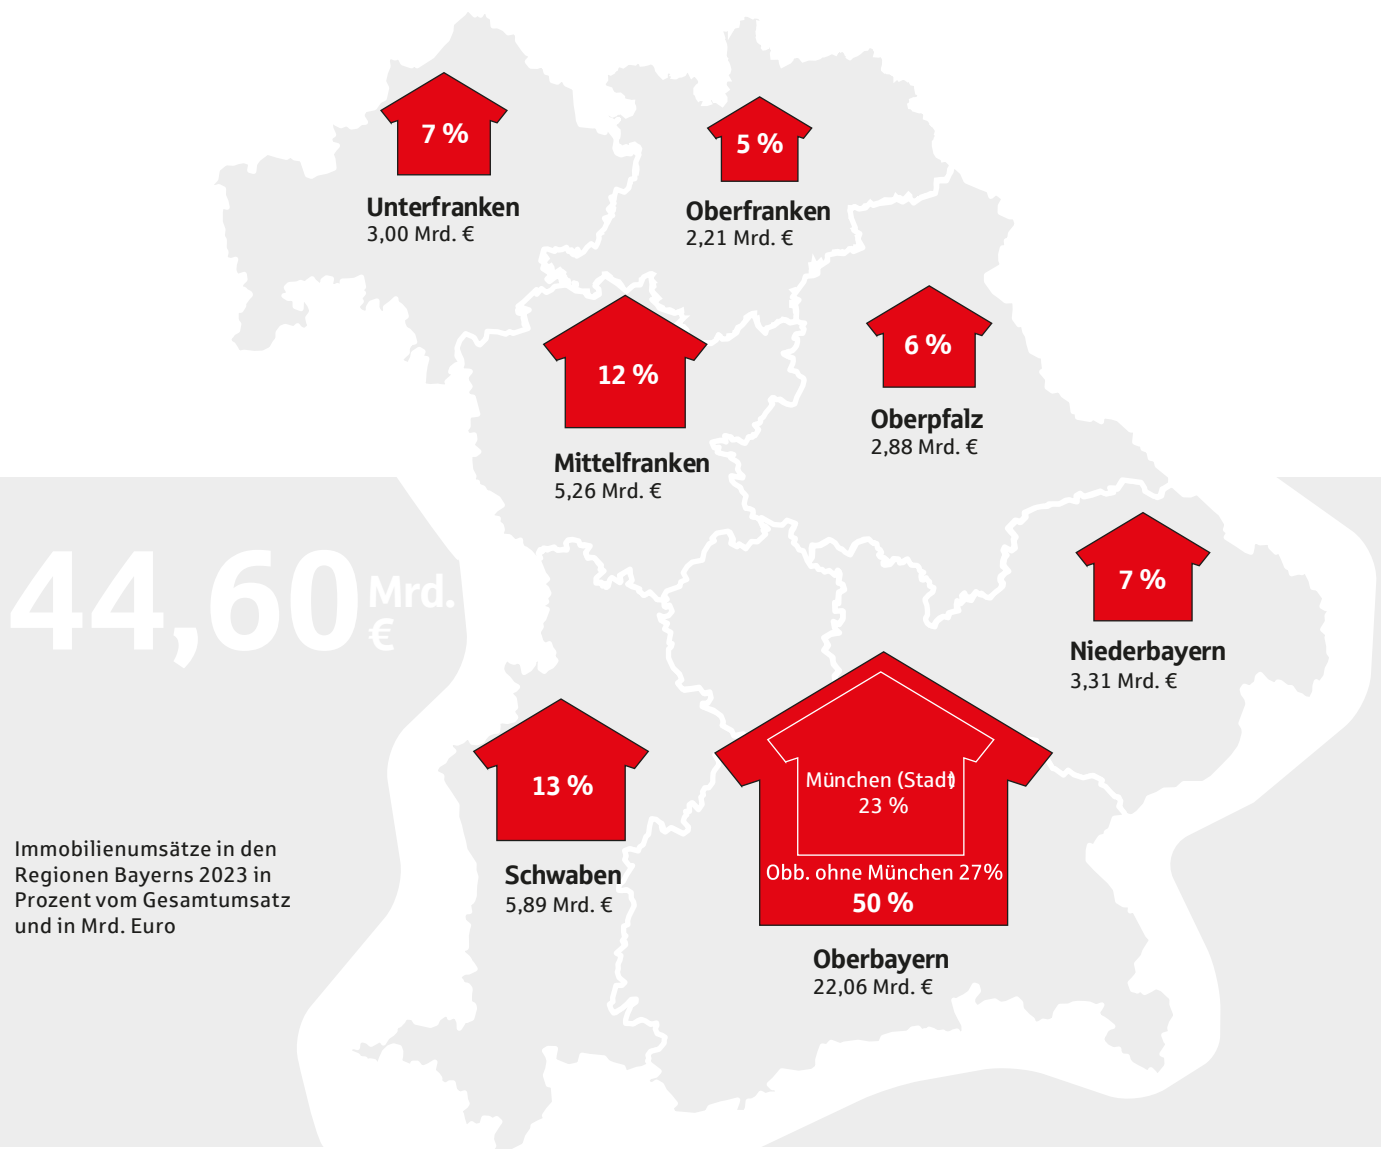 7 %
Unterfranken
3,00 Mrd. €
5 %
Oberfranken
2,21 Mrd. €
12 %
Mittelfranken
5,26 Mrd. €
6 %
Oberpfalz
2,88 Mrd. €
44,60 Mrd. €
7 %
Niederbayern
3,31 Mrd. €
13 %
Schwaben
5,89 Mrd. €
München (Stadt)
23 %
Obb. ohne München 27%
50 %
Oberbayern
22,06 Mrd. €
Immobilienumsätze in den
Regionen Bayerns 2023 in
Prozent vom Gesamtumsatz
und in Mrd. Euro